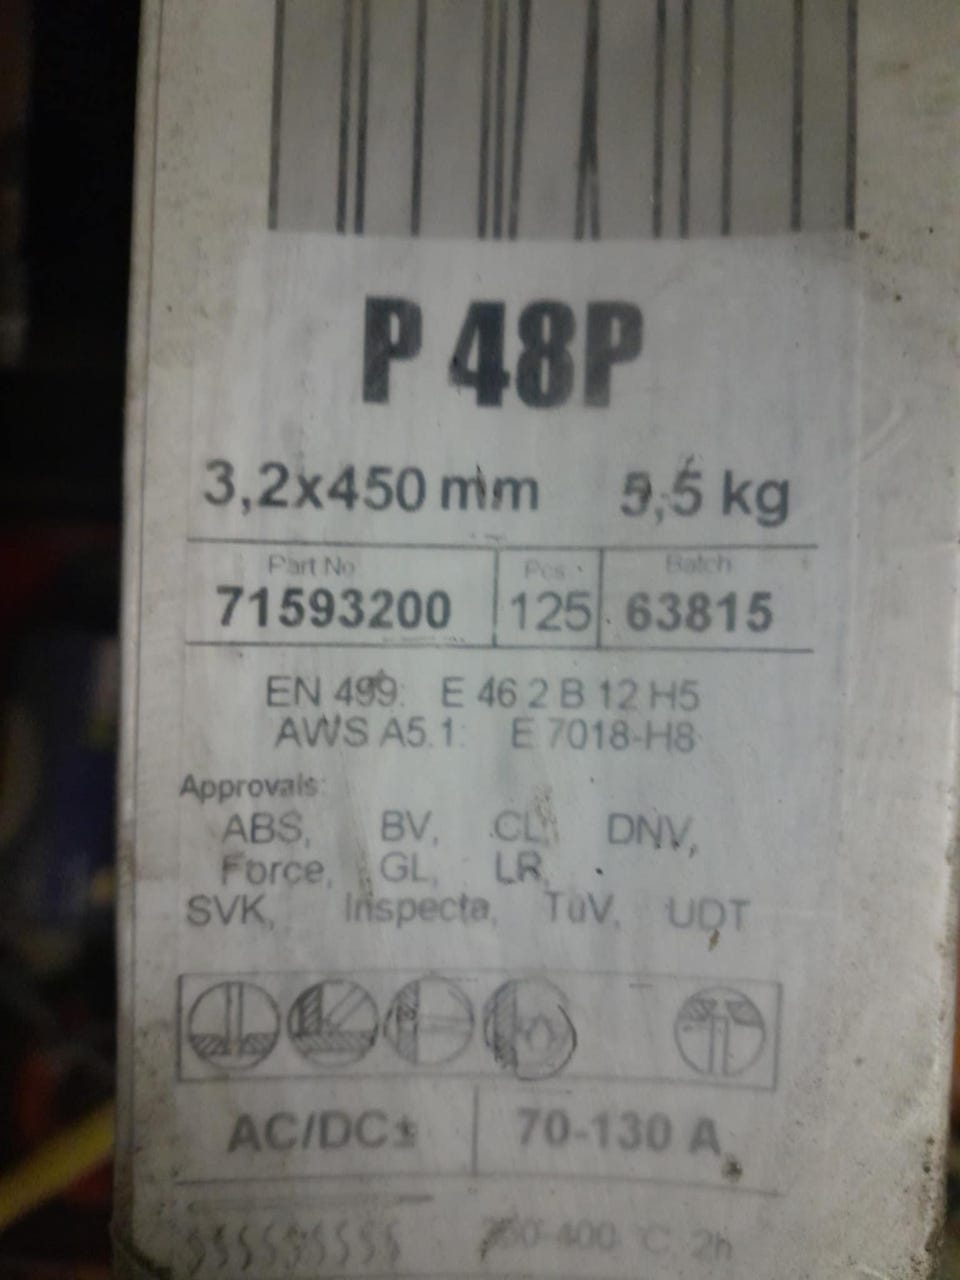 P 48P
3,2x450 mm 5,5 kg
Part No Pcs Batch
71593200 125 63815
EN 499: E 46 2 B 12 H5
AWS A5.1: E 7018-H8
Approvals:
ABS, BV, CL, DNV,
Force, GL, LR,
SVK, Inspecta, TüV, UDT
AC/DC± 70-130 A
°C, 2h